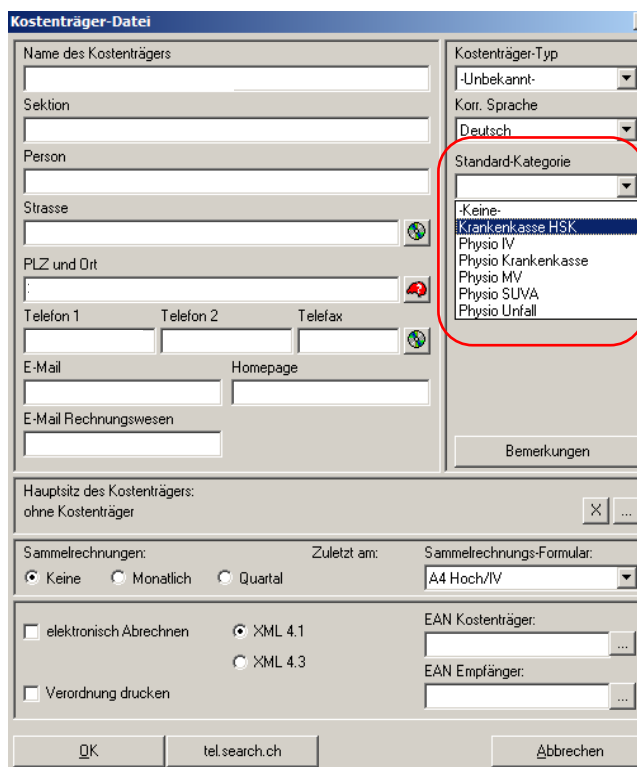 Kostenträger-Datei
Name des Kostenträgers
Sektion
Person
Strasse
PLZ und Ort
:
Telefon 1 Telefon 2 Telefax
E-Mail Homepage
E-Mail Rechnungswesen
Kostenträger-Typ
-Unbekannt-
Korr. Sprache
Deutsch
Standard-Kategorie
-Keine-
Krankenkasse HSK
Physio IV
Physio Krankenkasse
Physio MV
Physio SUVA
Physio Unfall
Bemerkungen
Hauptsitz des Kostenträgers:
ohne Kostenträger
X ...
Sammelrechnungen: Zuletzt am: Sammelrechnungs-Formular:
Keine Monatlich Quartal A4 Hoch/IV
elektronisch Abrechnen XML 4.1
XML 4.3
Verordnung drucken
EAN Kostenträger:
...
EAN Empfänger:
...
OK tel.search.ch Abbrechen